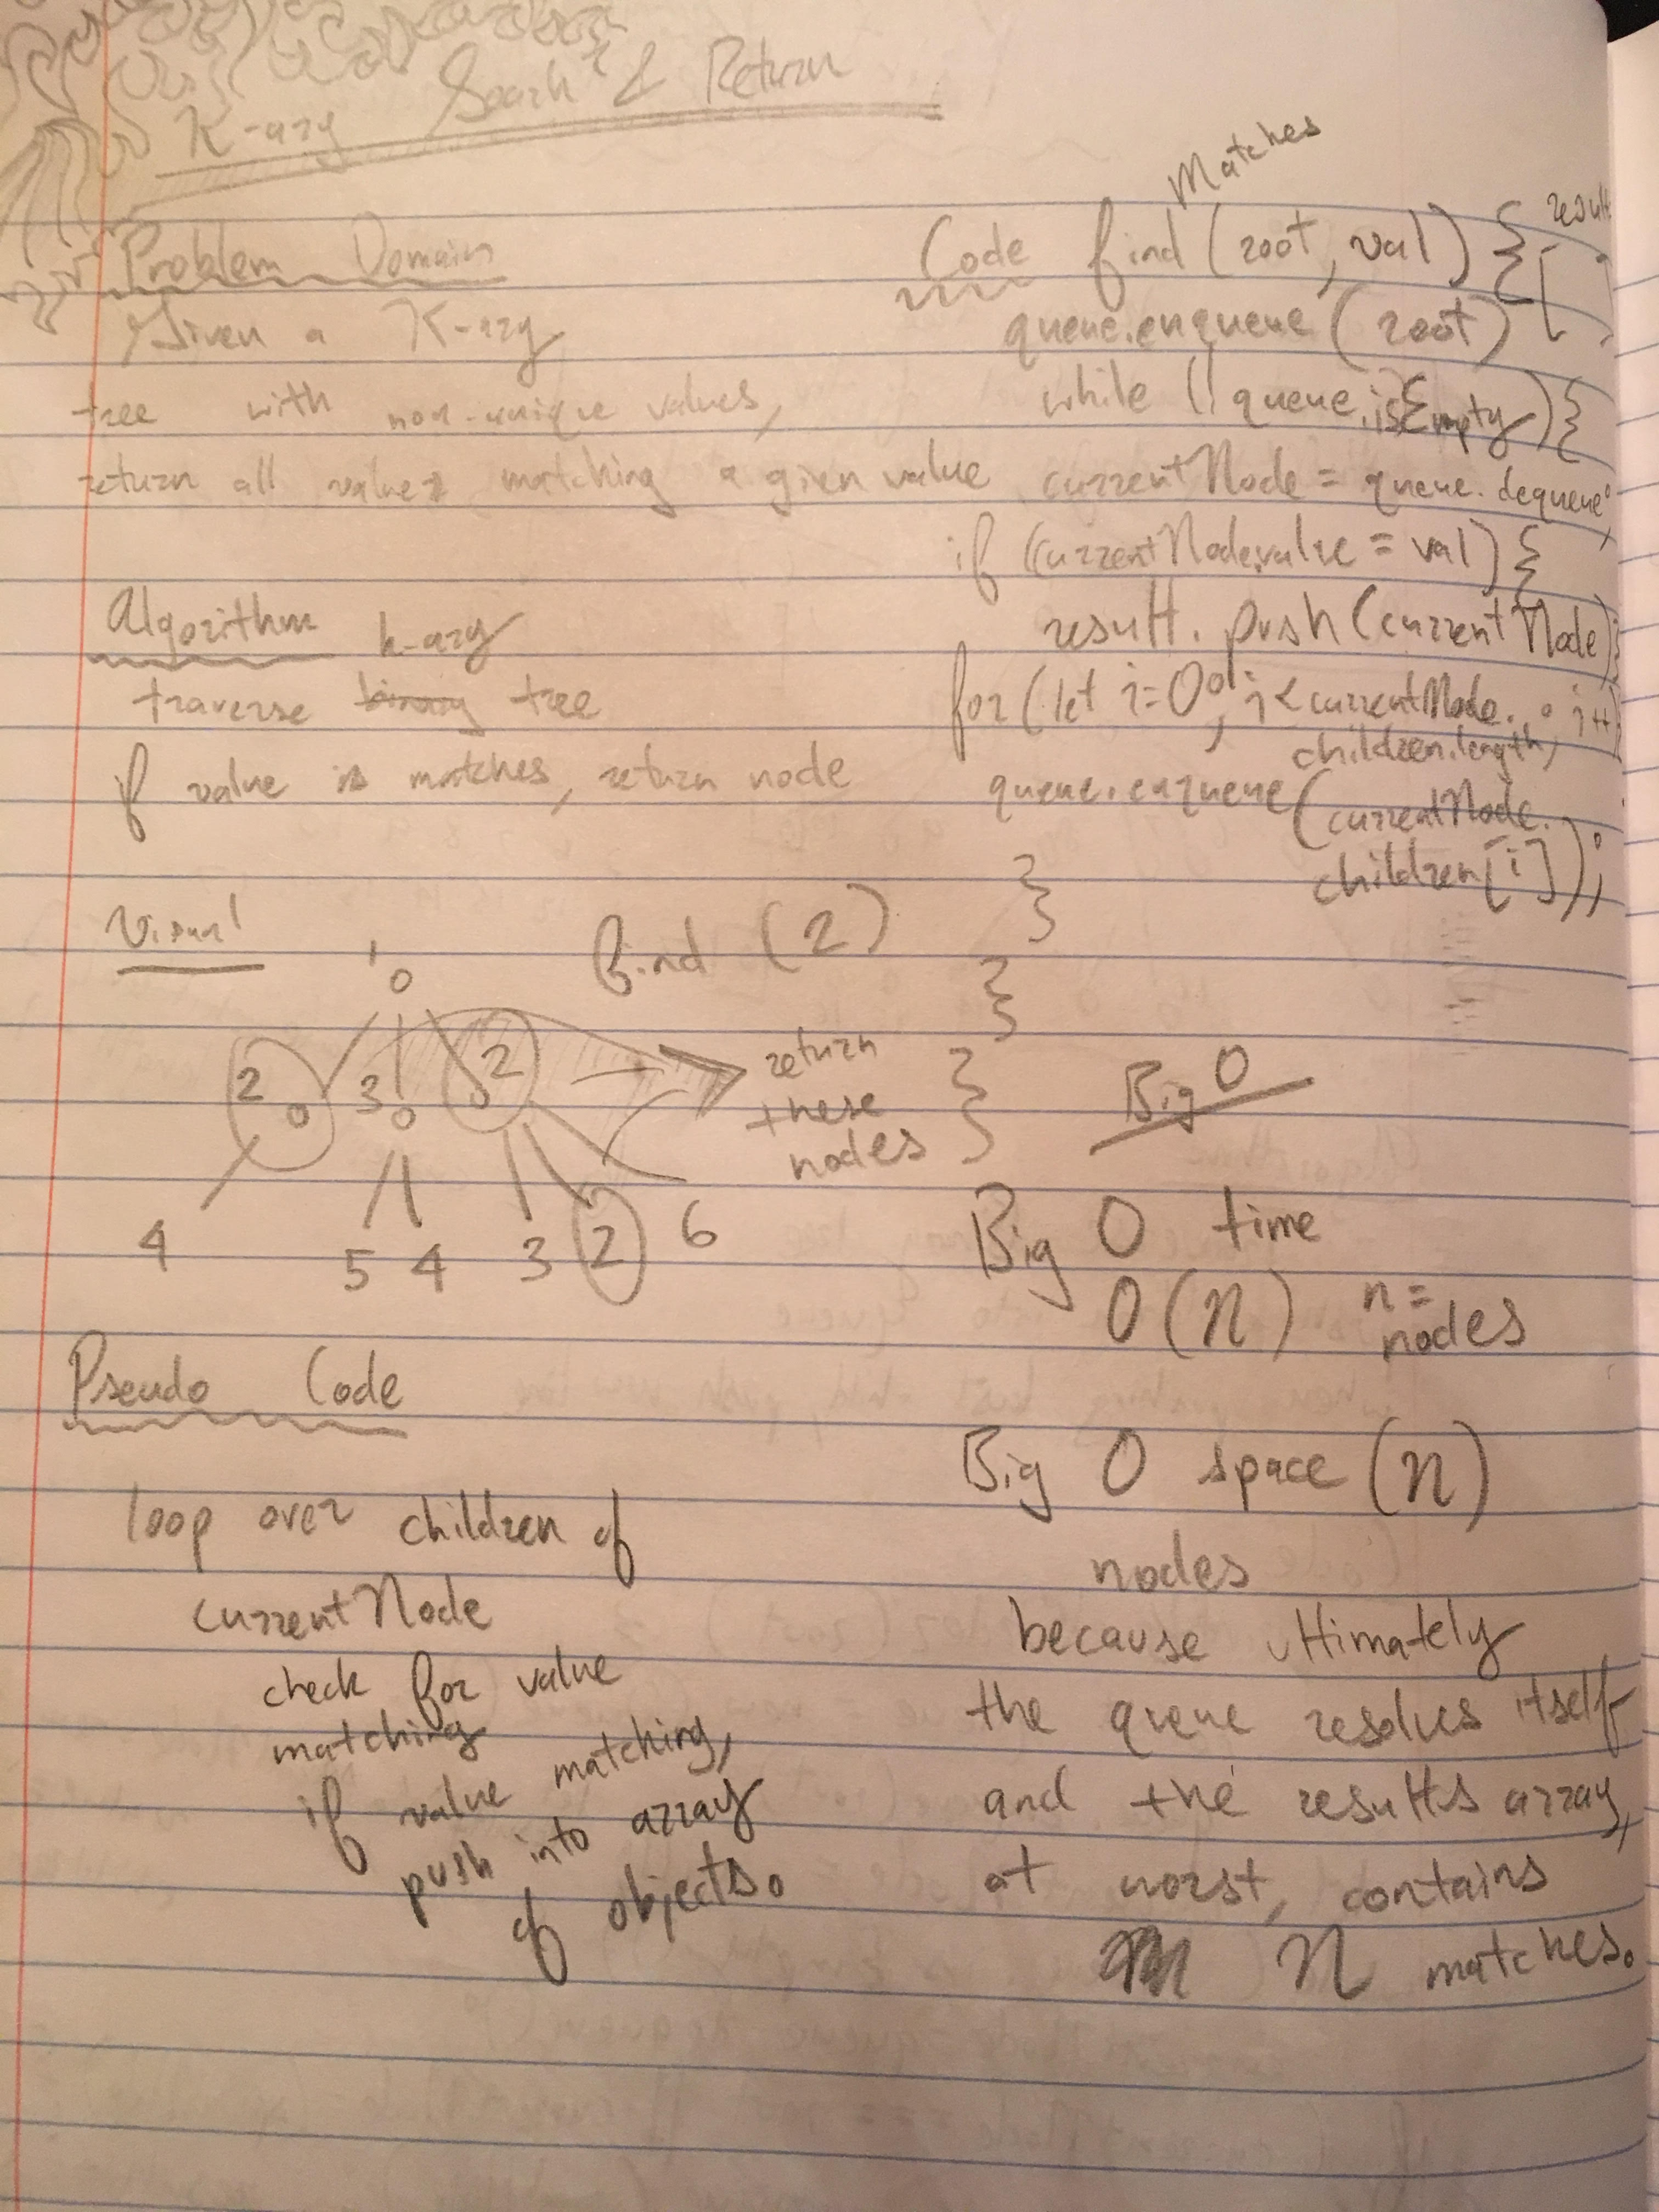 K-ary Search & Return
Problem Domain
Given a K-ary
tree with non-unique values,
return all values matching a given value
Algorithm k-ary
traverse binary tree
if value is matches, return node
Visual
find (2)
1
2 3 2
return
these
nodes
4 5 4 3 2 6
Pseudo Code
loop over children of
currentNode
check for value
matching
if value matching,
push into array
of objects.
Matches
Code find (root, val) { result
queue.enqueue (root) [ ]
while (! queue.isEmpty) {
currentNode = queue.dequeue;
if (currentNode.value = val) {
result.push (currentNode) }
for (let i=0; i < currentNode. ; i++)
children.length
queue.enqueue (currentNode.
children [i] );
}
}
}
Big O
Big O time
O(n) n =
nodes
Big O space (n)
nodes
because ultimately
the queue resolves itself
and the results array,
at worst, contains
n matches.